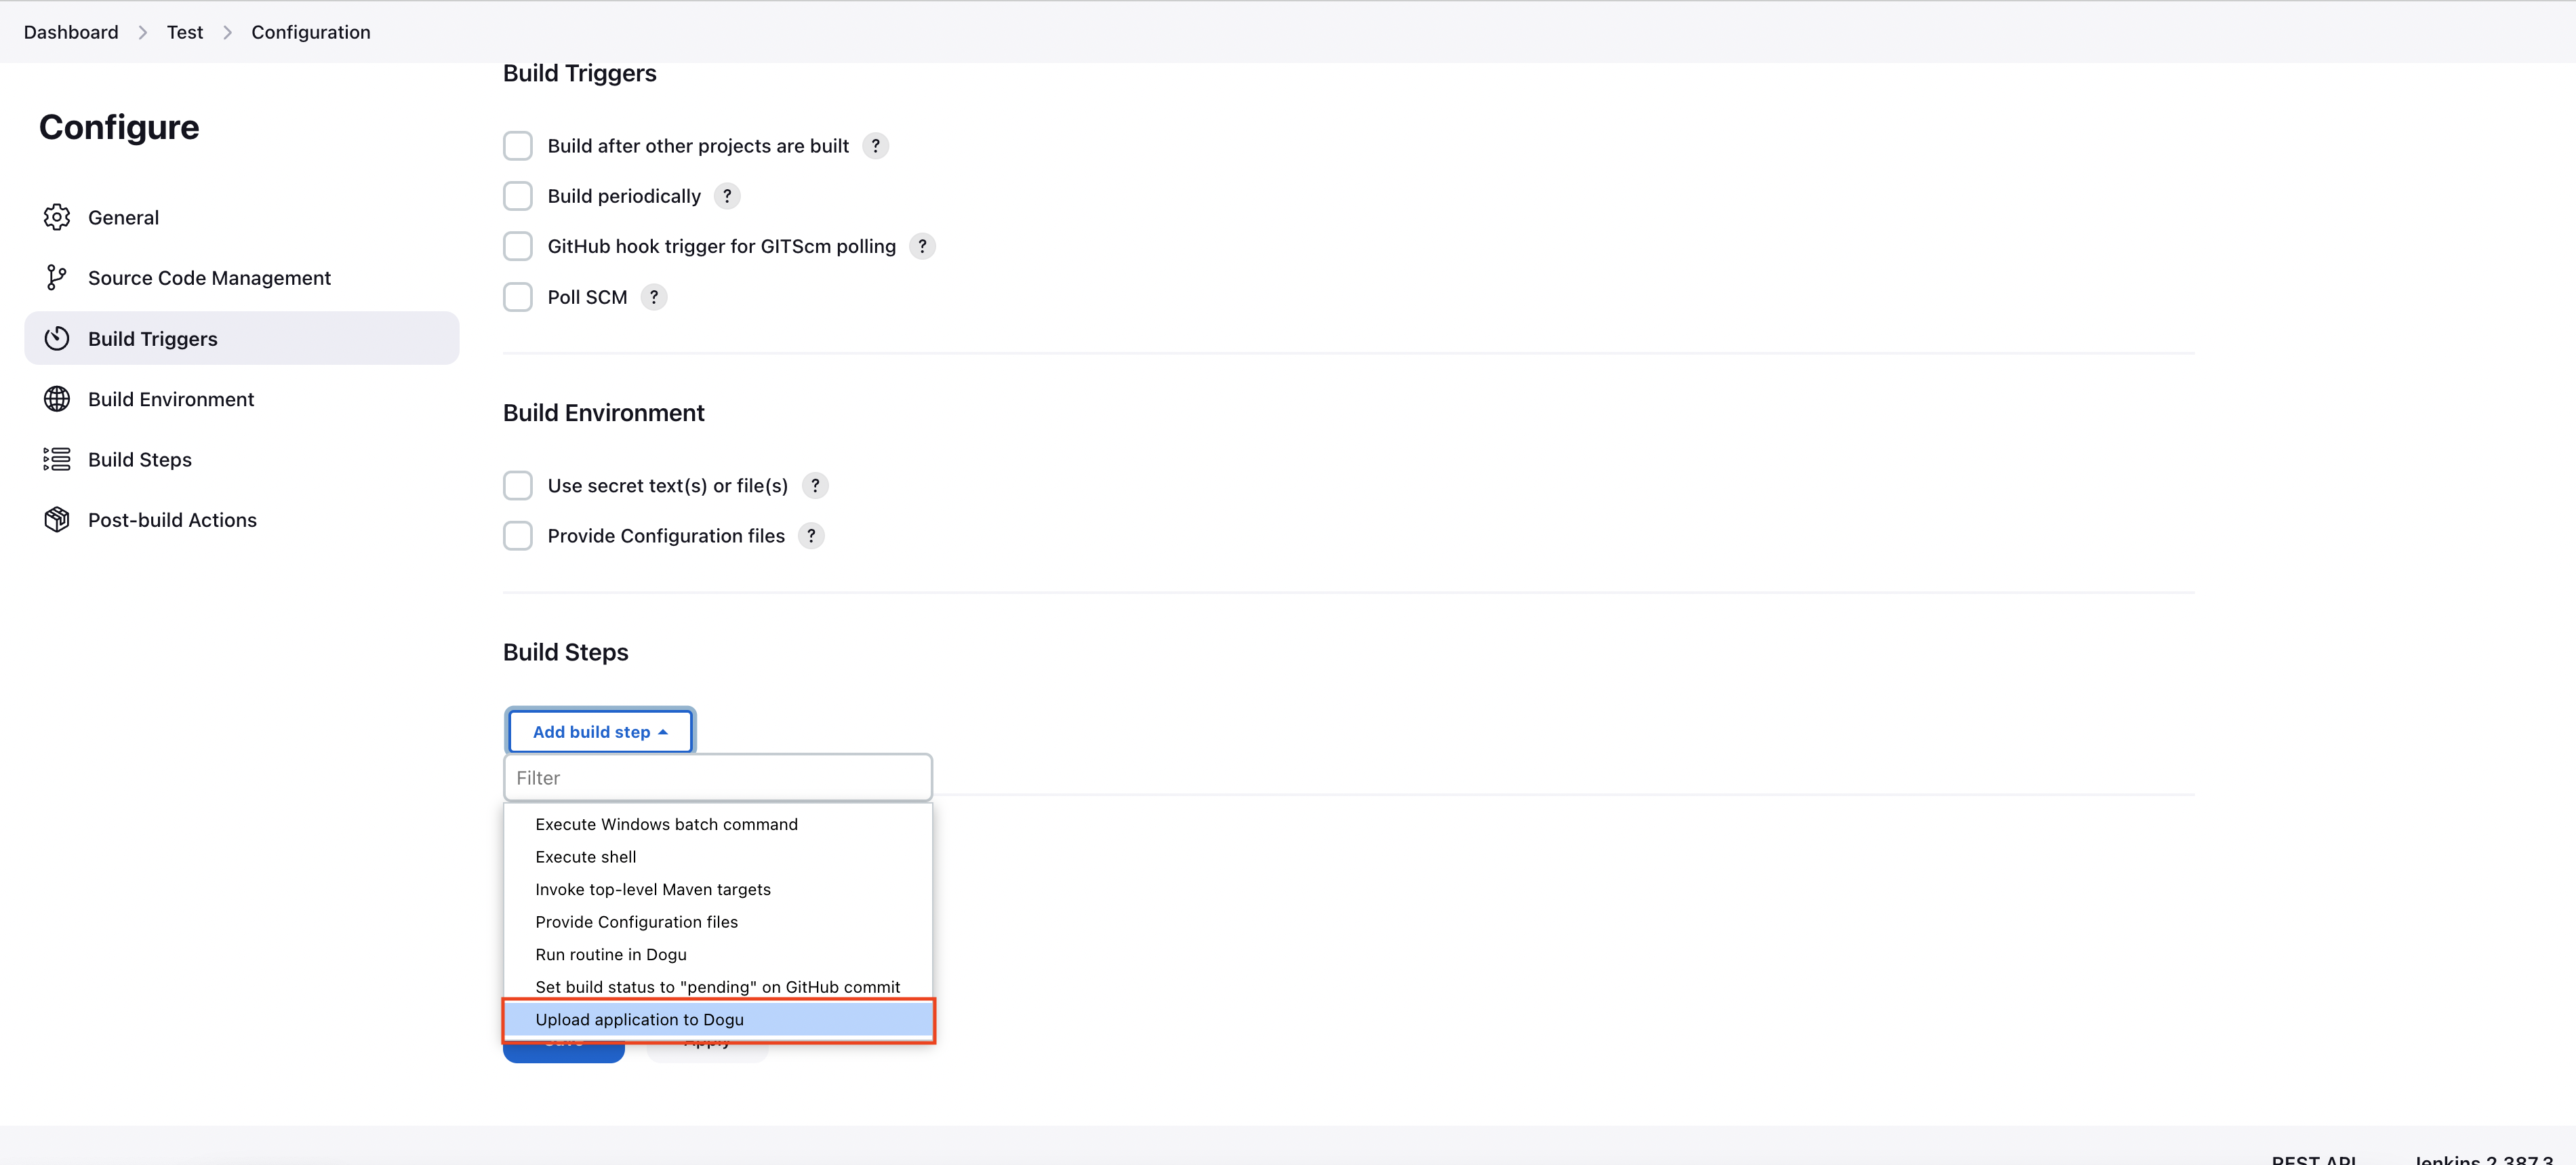 Dashboard
Test
Configuration
Configure
General
Source Code Management
Build Triggers
Build Environment
Build Steps
Post-build Actions
Build Triggers
Build after other projects are built ?
Build periodically ?
GitHub hook trigger for GITScm polling ?
Poll SCM ?
Build Environment
Use secret text(s) or file(s) ?
Provide Configuration files ?
Build Steps
Add build step
Filter
Execute Windows batch command
Execute shell
Invoke top-level Maven targets
Provide Configuration files
Run routine in Dogu
Set build status to "pending" on GitHub commit
Upload application to Dogu
Save
Apply
REST API
Jenkins 2.387.3